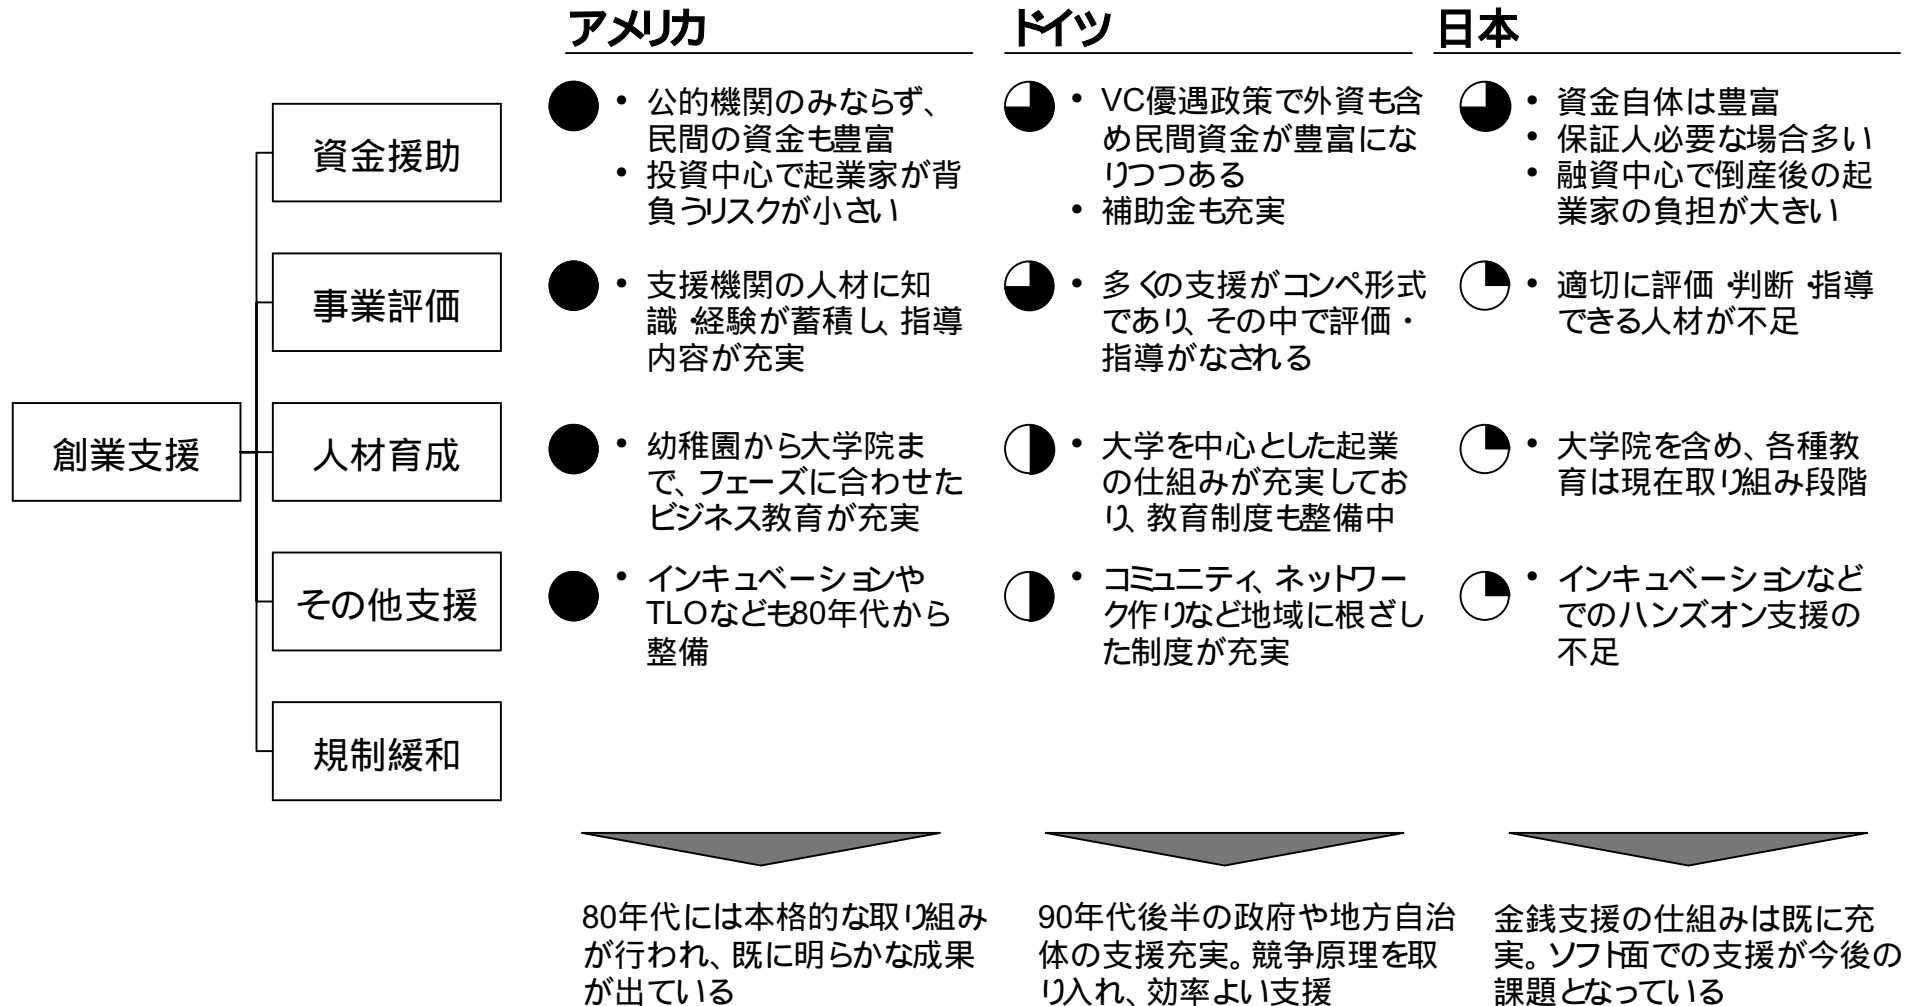 アメリカ
ドイツ
日本
創業支援
資金援助
• 公的機関のみならず、
民間の資金も豊富
• 投資中心で起業家が背
負うリスクが小さい
• VC優遇政策で外資も含
め民間資金が豊富にな
りつつある
• 補助金も充実
• 資金自体は豊富
• 保証人必要な場合多い
• 融資中心で倒産後の起
業家の負担が大きい
事業評価
• 支援機関の人材に知
識・経験が蓄積し、指導
内容が充実
• 多くの支援がコンペ形式
であり、その中で評価・
指導がなされる
• 適切に評価・判断・指導
できる人材が不足
人材育成
• 幼稚園から大学院ま
で、フェーズに合わせた
ビジネス教育が充実
• 大学を中心とした起業
の仕組みが充実してお
り、教育制度も整備中
• 大学院を含め、各種教
育は現在取り組み段階
その他支援
• インキュベーションや
TLOなども80年代から
整備
• コミュニティ、ネットワー
ク作りなど地域に根ざし
た制度が充実
• インキュベーションなど
でのハンズオン支援の
不足
規制緩和
80年代には本格的な取り組み
が行われ、既に明らかな成果
が出ている
90年代後半の政府や地方自治
体の支援充実。競争原理を取
り入れ、効率よい支援
金銭支援の仕組みは既に充
実。ソフト面での支援が今後の
課題となっている